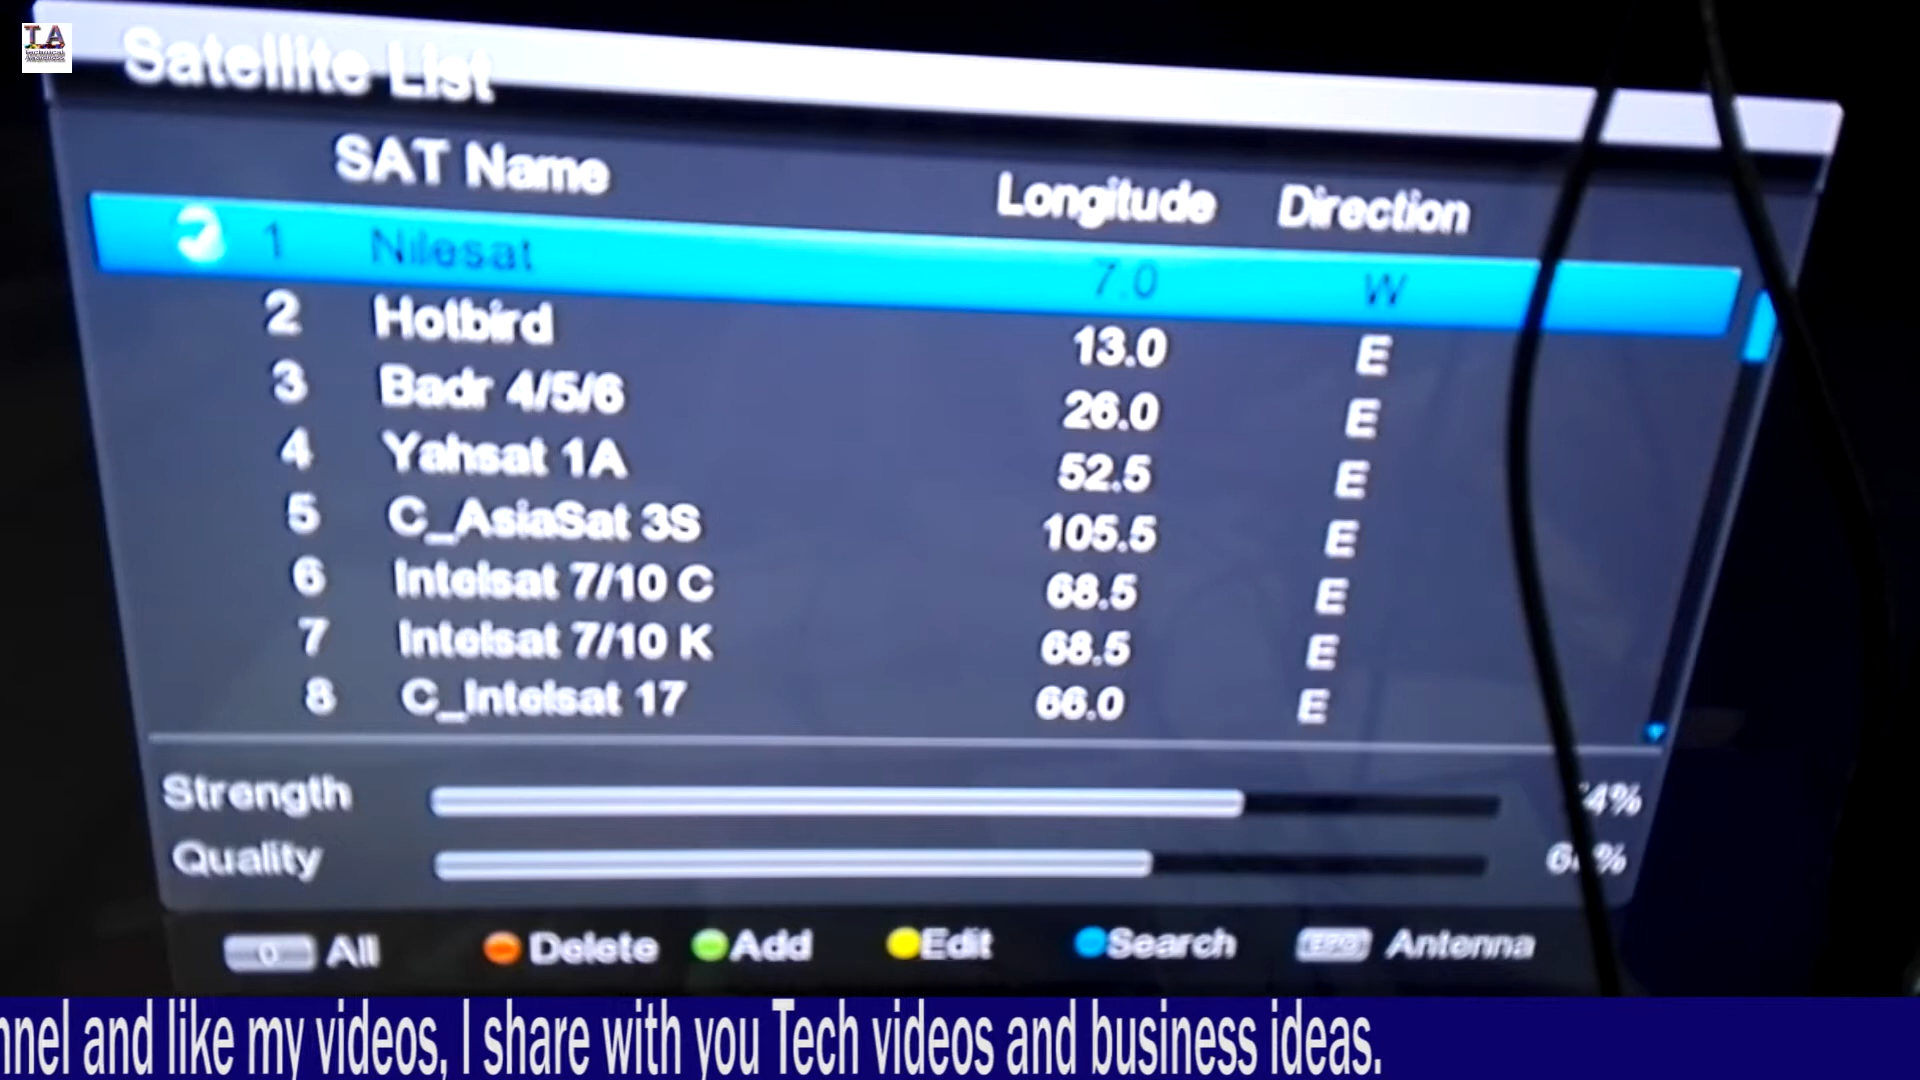 T.A
Technical
Awareness
Satellite List
SAT Name Longitude Direction
1 Nilesat 7.0 W
2 Hotbird 13.0 E
3 Badr 4/5/6 26.0 E
4 Yahsat 1A 52.5 E
5 C_AsiaSat 3S 105.5 E
6 Intelsat 7/10 C 68.5 E
7 Intelsat 7/10 K 68.5 E
8 C_Intelsat 17 66.0 E
Strength
Quality
0 All Delete Add Edit Search EPG Antenna
and like my videos, I share with you Tech videos and business ideas.